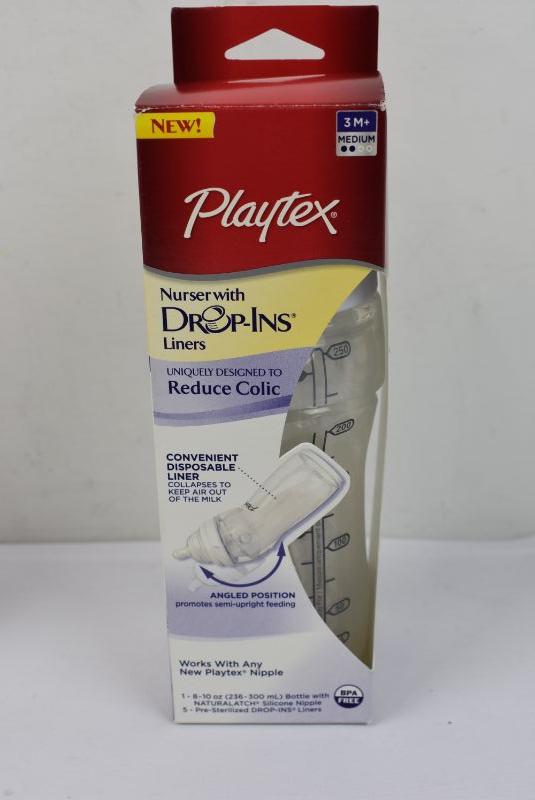 NEW!
3 M+
MEDIUM
Playtex®
Nurser with
DROP-INS®
Liners
UNIQUELY DESIGNED TO
Reduce Colic
250
200
CONVENIENT
DISPOSABLE
LINER
COLLAPSES TO
KEEP AIR OUT
OF THE MILK
100
50
ANGLED POSITION
promotes semi-upright feeding
Works With Any
New Playtex® Nipple
1 - 8-10 oz (236-300 mL) Bottle with
NATURALATCH® Silicone Nipple
5 - Pre-Sterilized DROP-INS® Liners
BPA
FREE